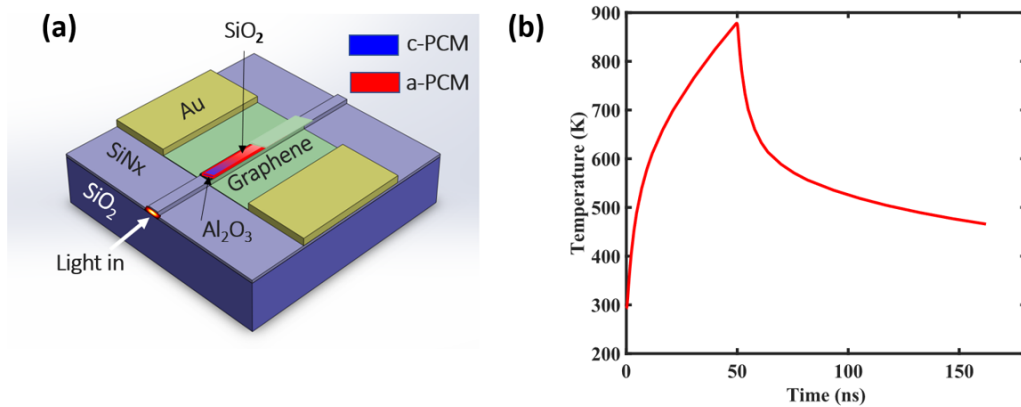 (a)
SiO2
c-PCM
a-PCM
Au
SiNx
Graphene
SiO2
Al2O3
Light in
(b)
900
800
700
600
500
400
300
200
Temperature (K)
0
50
100
150
Time (ns)